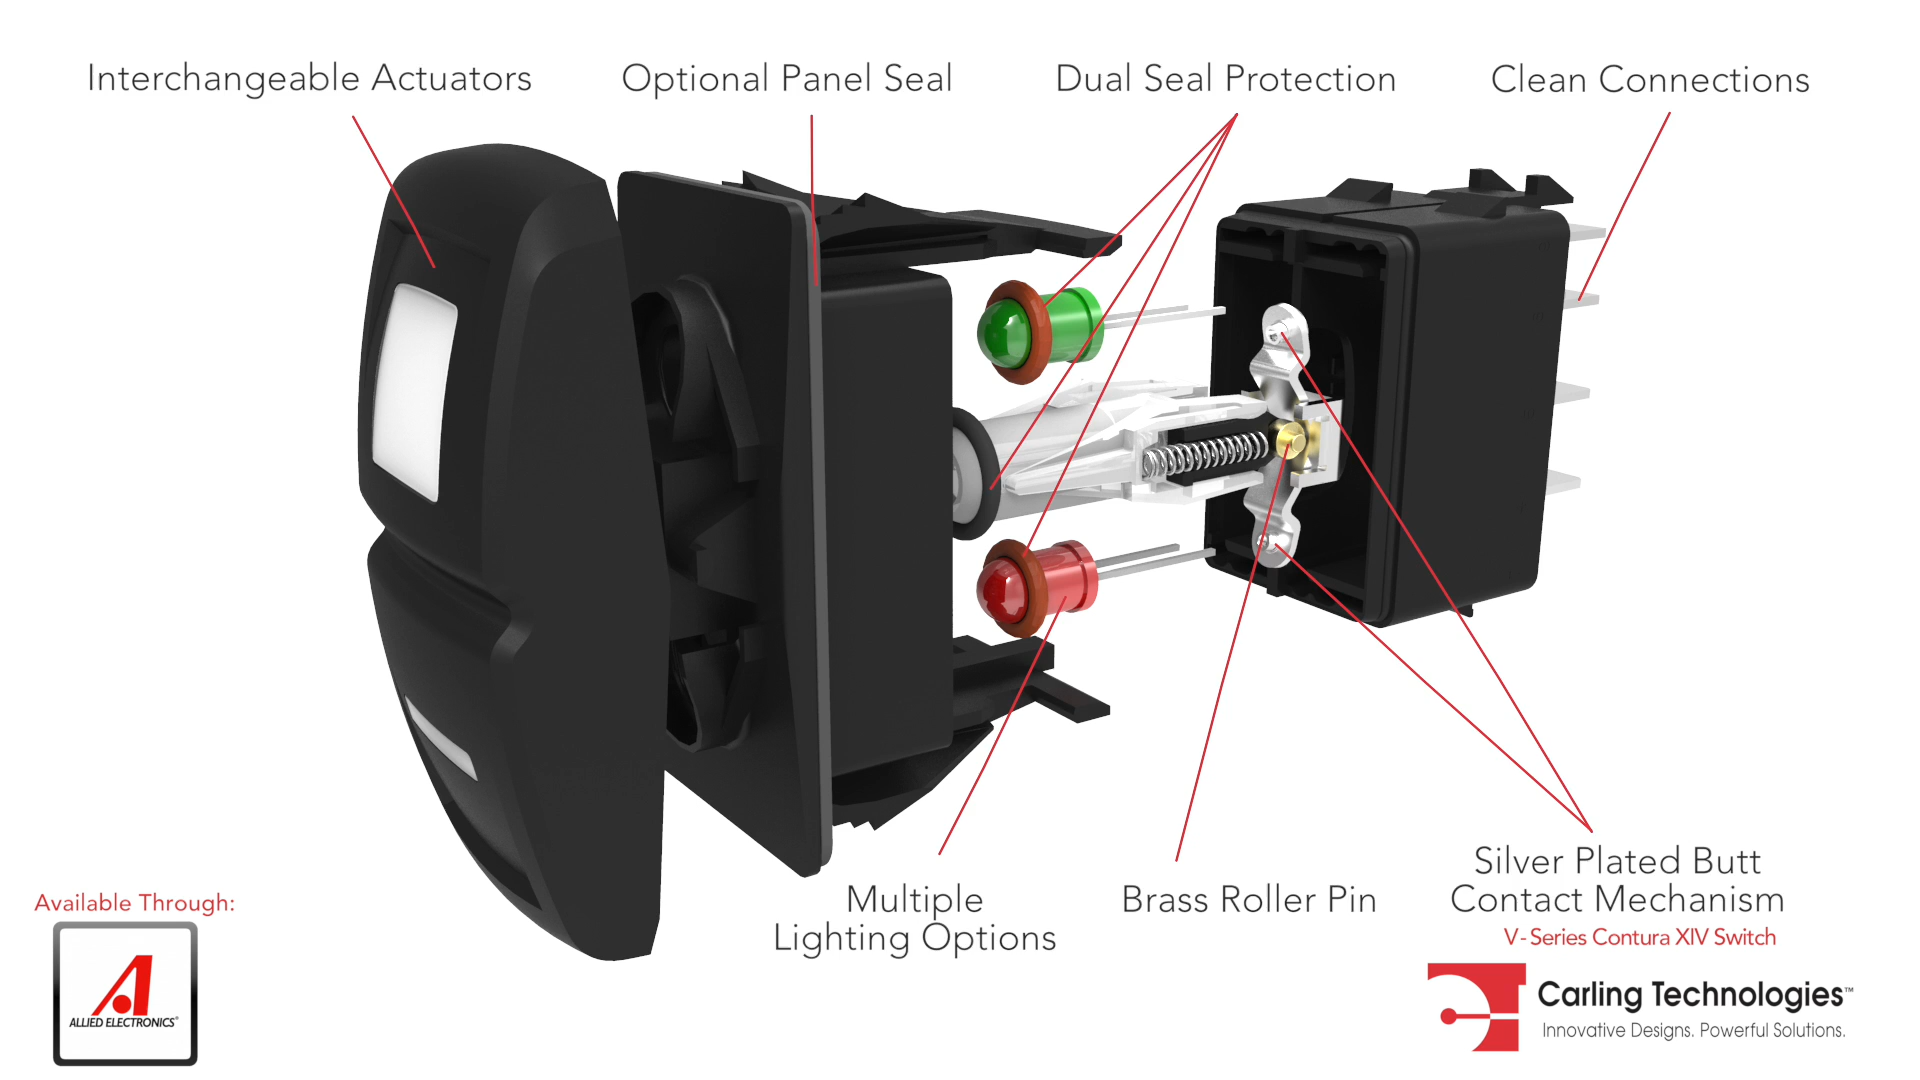 Interchangeable Actuators
Optional Panel Seal
Dual Seal Protection
Clean Connections
Multiple
Lighting Options
Brass Roller Pin
Silver Plated Butt
Contact Mechanism
V-Series Contura XIV Switch
Available Through:
A
ALLIED ELECTRONICS®
Carling Technologies™
Innovative Designs. Powerful Solutions.